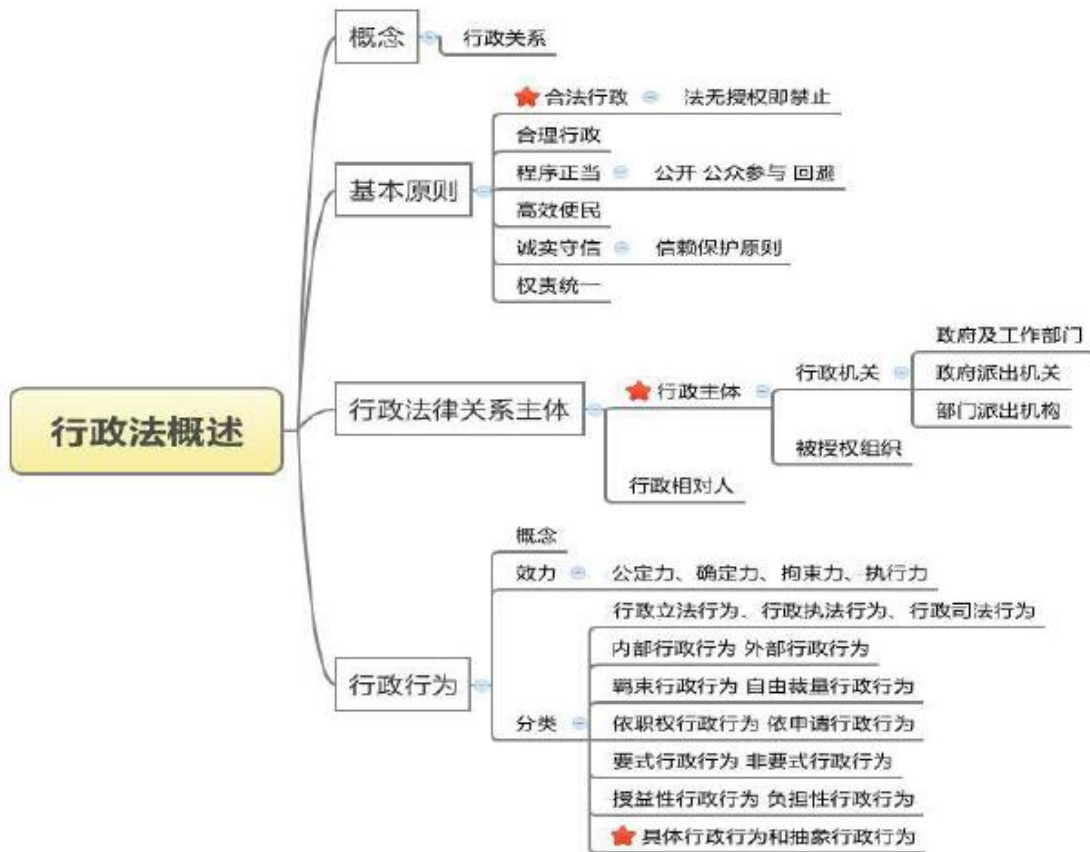 概念
行政关系
合法行政
法无授权即禁止
合理行政
基本原则
程序正当
公开 公众参与 回避
高效便民
诚实守信
信赖保护原则
权责统一
行政法概述
行政法律关系主体
行政主体
行政机关
政府及工作部门
政府派出机关
部门派出机构
被授权组织
行政相对人
行政行为
概念
效力
公定力、确定力、拘束力、执行力
分类
行政立法行为、行政执法行为、行政司法行为
内部行政行为 外部行政行为
羁束行政行为 自由裁量行政行为
依职权行政行为 依申请行政行为
要式行政行为 非要式行政行为
授益性行政行为 负担性行政行为
具体行政行为和抽象行政行为